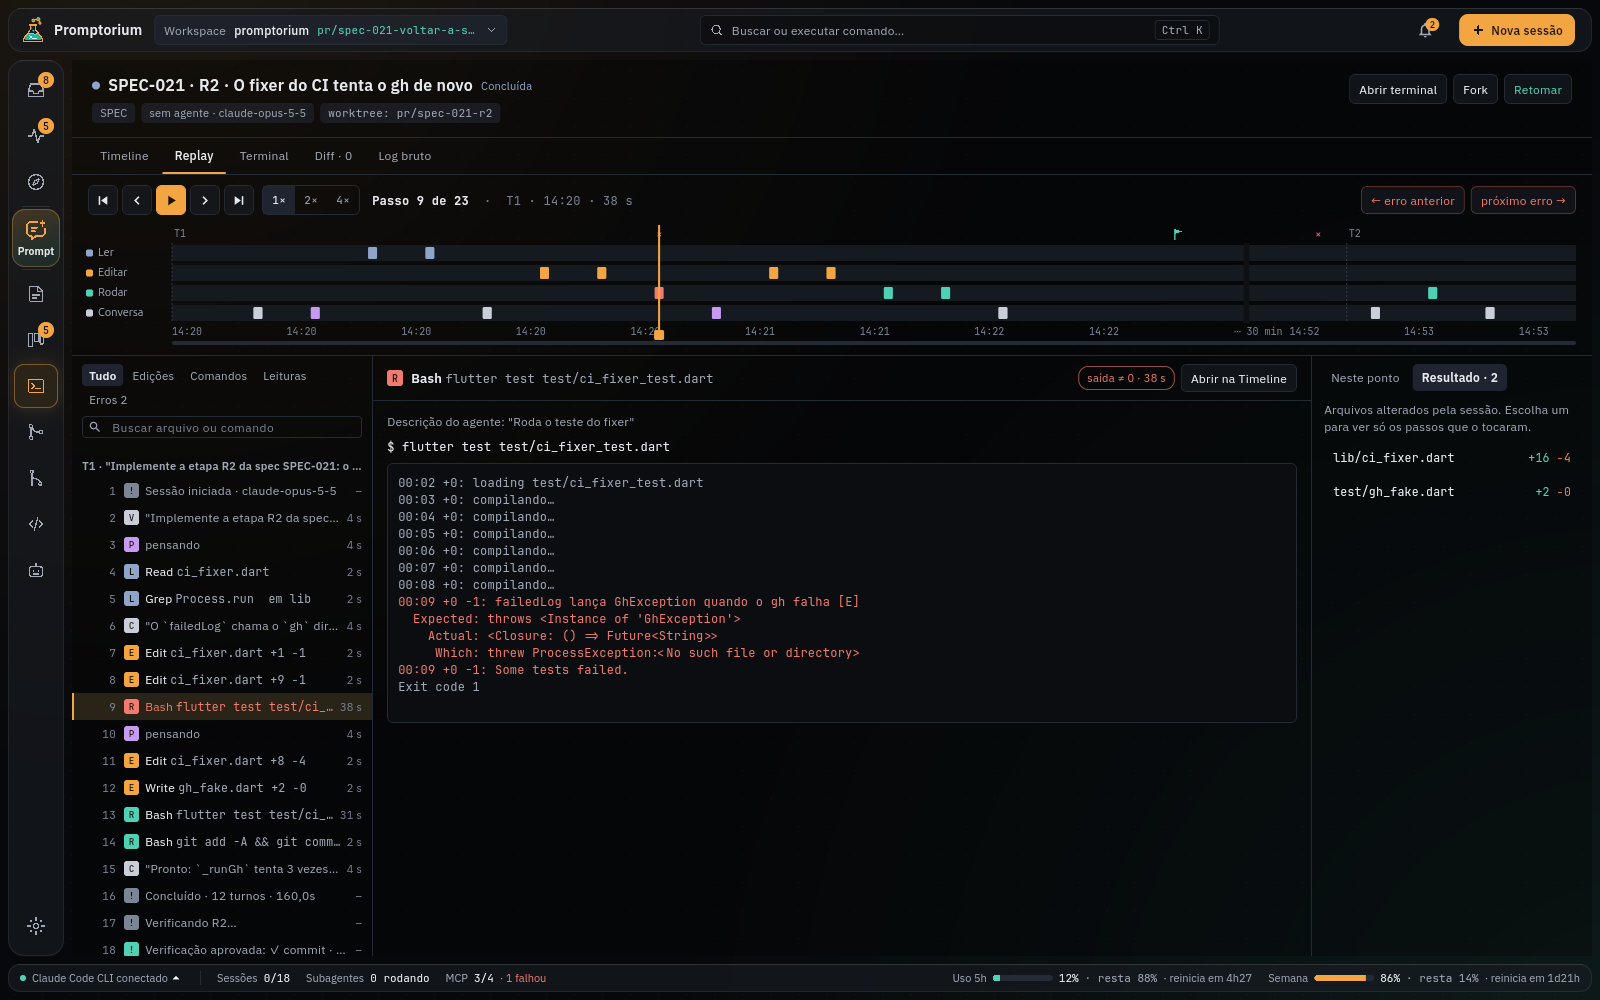 Promptorium
Workspace promptorium pr/spec-021-voltar-a-s…
Buscar ou executar comando…
Ctrl K
2
Nova sessão
8
5
Prompt
5
SPEC-021 · R2 · O fixer do CI tenta o gh de novo Concluída
SPEC
sem agente · claude-opus-5-5
worktree: pr/spec-021-r2
Abrir terminal
Fork
Retomar
Timeline
Replay
Terminal
Diff · 0
Log bruto
1×
2×
4×
Passo 9 de 23 · T1 · 14:20 · 38 s
← erro anterior
próximo erro →
T1
×
T2
Ler
Editar
Rodar
Conversa
14:20 14:20 14:20 14:20 14:2 14:21 14:21 14:22 14:22 ┄ 30 min 14:52 14:53 14:53
Tudo
Edições
Comandos
Leituras
Erros 2
Buscar arquivo ou comando
T1 · "Implemente a etapa R2 da spec SPEC-021: o …
1 ! Sessão iniciada · claude-opus-5-5 –
2 V "Implemente a etapa R2 da spec… 4 s
3 P pensando 4 s
4 L Read ci_fixer.dart 2 s
5 L Grep Process.run em lib 2 s
6 C "O `failedLog` chama o `gh` dir… 4 s
7 E Edit ci_fixer.dart +1 -1 2 s
8 E Edit ci_fixer.dart +9 -1 2 s
9 R Bash flutter test test/ci_… 38 s
10 P pensando 4 s
11 E Edit ci_fixer.dart +8 -4 2 s
12 E Write gh_fake.dart +2 -0 2 s
13 R Bash flutter test test/ci_… 31 s
14 R Bash git add -A && git comm… 2 s
15 C "Pronto: `_runGh` tenta 3 vezes… 4 s
16 ! Concluído · 12 turnos · 160,0s –
17 ! Verificando R2… –
18 ! Verificação aprovada: ✓ commit · … –
R Bash flutter test test/ci_fixer_test.dart
saída ≠ 0 · 38 s
Abrir na Timeline
Descrição do agente: "Roda o teste do fixer"
$ flutter test test/ci_fixer_test.dart
00:02 +0: loading test/ci_fixer_test.dart
00:03 +0: compilando…
00:04 +0: compilando…
00:05 +0: compilando…
00:06 +0: compilando…
00:07 +0: compilando…
00:08 +0: compilando…
00:09 +0 -1: failedLog lança GhException quando o gh falha [E]
Expected: throws <Instance of 'GhException'>
Actual: <Closure: () => Future<String>>
Which: threw ProcessException:<No such file or directory>
00:09 +0 -1: Some tests failed.
Exit code 1
Neste ponto
Resultado · 2
Arquivos alterados pela sessão. Escolha um
para ver só os passos que o tocaram.
lib/ci_fixer.dart +16 -4
test/gh_fake.dart +2 -0
Claude Code CLI conectado
Sessões 0/18
Subagentes 0 rodando
MCP 3/4 · 1 falhou
Uso 5h 12% · resta 88% · reinicia em 4h27
Semana 86% · resta 14% · reinicia em 1d21h